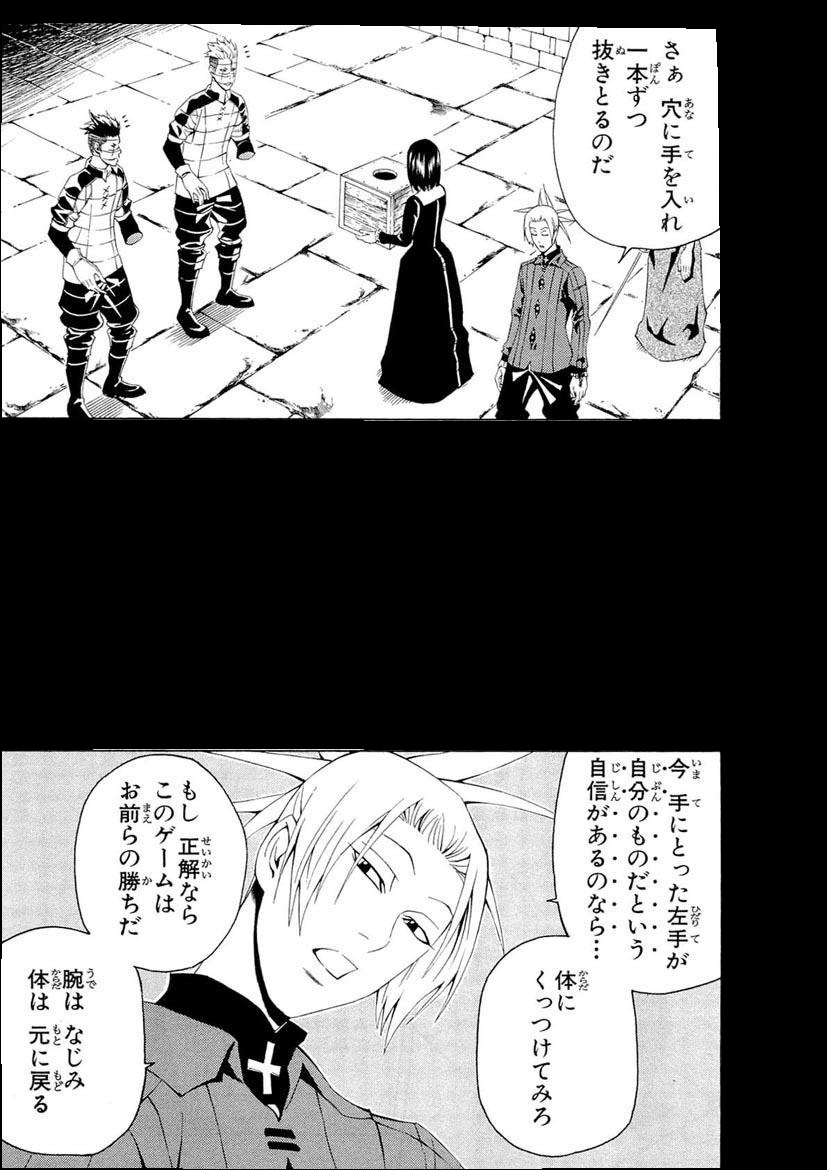 さぁ 穴に手を入れ
一本ずつ
抜きとるのだ
今 手にとった左手が
自分のものだという
自信があるのなら…
体に
くっつけてみろ
もし 正解なら
このゲームは
お前らの勝ちだ
腕は なじみ
体は 元に戻る